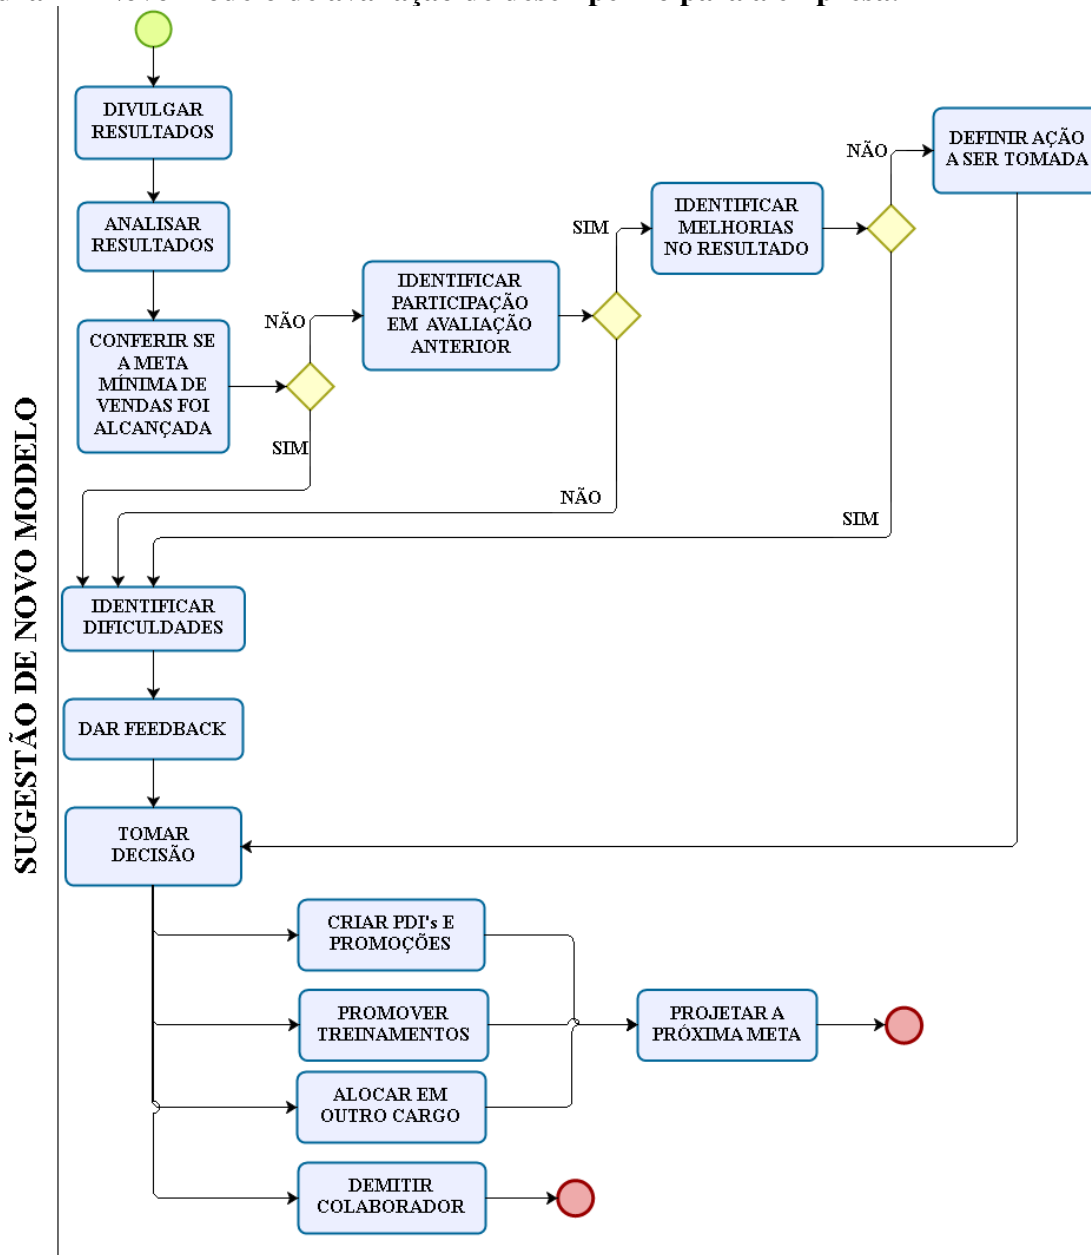 SUGESTÃO DE NOVO MODELO
DIVULGAR
RESULTADOS
ANALISAR
RESULTADOS
CONFERIR SE
A META
MÍNIMA DE
VENDAS FOI
ALCANÇADA
NÃO
SIM
IDENTIFICAR
PARTICIPAÇÃO
EM AVALIAÇÃO
ANTERIOR
SIM
NÃO
IDENTIFICAR
MELHORIAS
NO RESULTADO
NÃO
SIM
DEFINIR AÇÃO
A SER TOMADA
IDENTIFICAR
DIFICULDADES
DAR FEEDBACK
TOMAR
DECISÃO
CRIAR PDI's E
PROMOÇÕES
PROMOVER
TREINAMENTOS
ALOCAR EM
OUTRO CARGO
DEMITIR
COLABORADOR
PROJETAR A
PRÓXIMA META